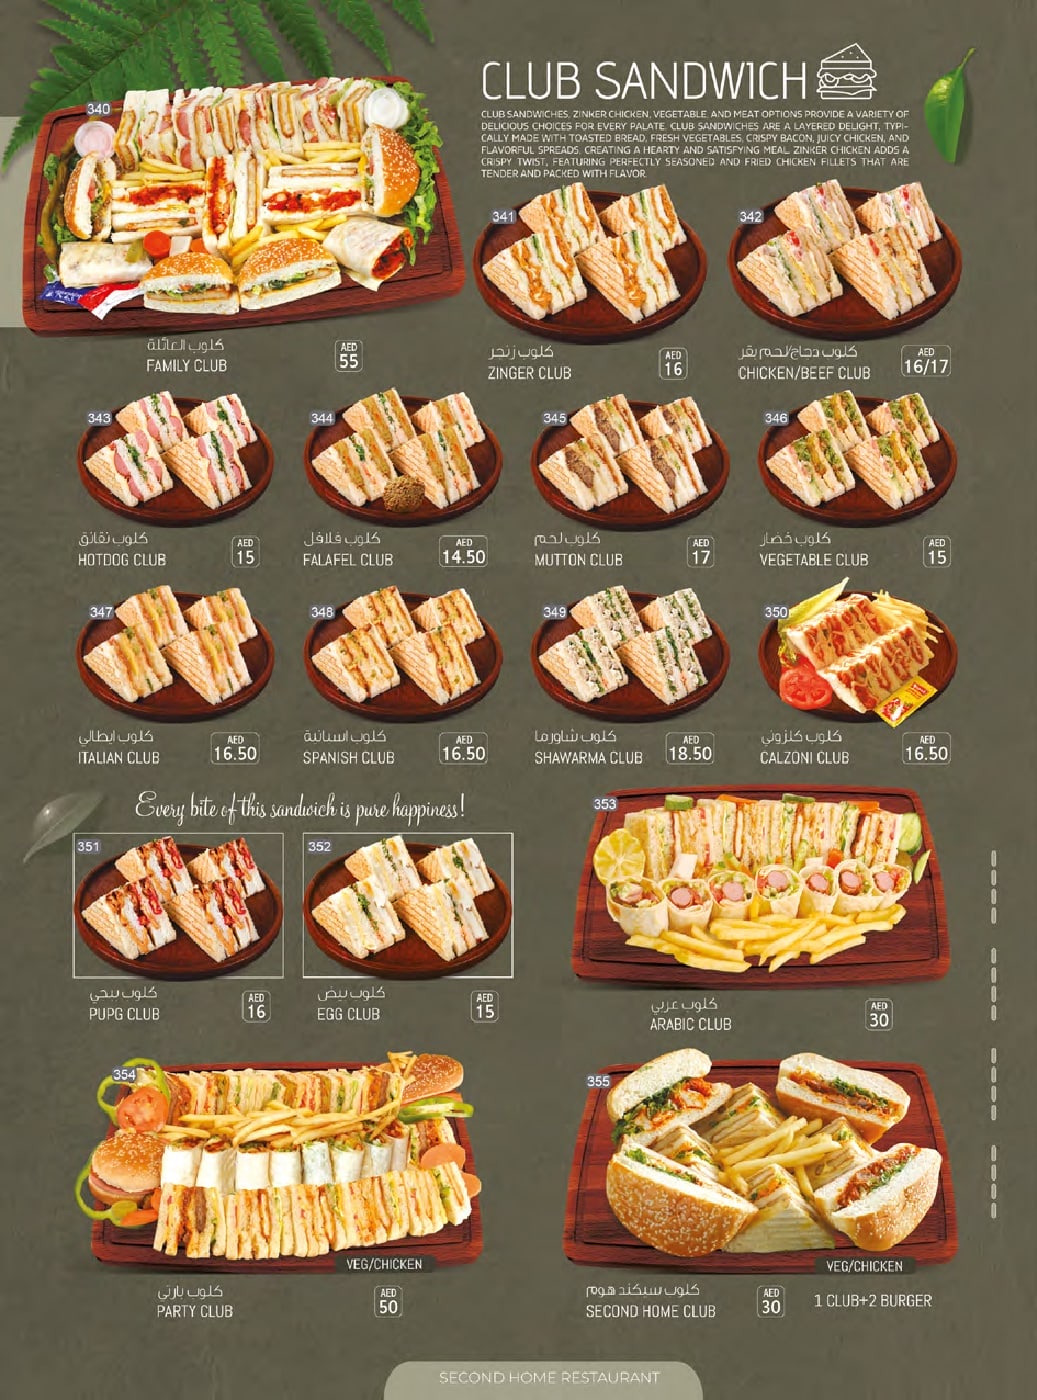 CLUB SANDWICH
CLUB SANDWICHES, ZINKER CHICKEN, VEGETABLE, AND MEAT OPTIONS PROVIDE A VARIETY OF
DELICIOUS CHOICES FOR EVERY PALATE. CLUB SANDWICHES ARE A LAYERED DELIGHT, TYPI-
CALLY MADE WITH TOASTED BREAD, FRESH VEGETABLES, CRISPY BACON, JUICY CHICKEN, AND
FLAVORFUL SPREADS, CREATING A HEARTY AND SATISFYING MEAL. ZINKER CHICKEN ADDS A
CRISPY TWIST, FEATURING PERFECTLY SEASONED AND FRIED CHICKEN FILLETS THAT ARE
TENDER AND PACKED WITH FLAVOR.
340
كلوب العائلة
FAMILY CLUB
AED
55
341
كلوب زنجر
ZINGER CLUB
AED
16
342
كلوب دجاج/لحم بقر
CHICKEN/BEEF CLUB
AED
16/17
343
كلوب نقانق
HOTDOG CLUB
AED
15
344
كلوب فلافل
FALAFEL CLUB
AED
14.50
345
كلوب لحم
MUTTON CLUB
AED
17
346
كلوب خضار
VEGETABLE CLUB
AED
15
347
كلوب ايطالي
ITALIAN CLUB
AED
16.50
348
كلوب اسبانية
SPANISH CLUB
AED
16.50
349
كلوب شاورما
SHAWARMA CLUB
AED
18.50
350
كلوب كلزوني
CALZONI CLUB
AED
16.50
Every bite of this sandwich is pure happiness!
351
كلوب ببجي
PUPG CLUB
AED
16
352
كلوب بيض
EGG CLUB
AED
15
353
كلوب عربي
ARABIC CLUB
AED
30
354
VEG/CHICKEN
كلوب بارتي
PARTY CLUB
AED
50
355
VEG/CHICKEN
كلوب سيكند هوم
SECOND HOME CLUB
AED
30
1 CLUB+2 BURGER
SECOND HOME RESTAURANT